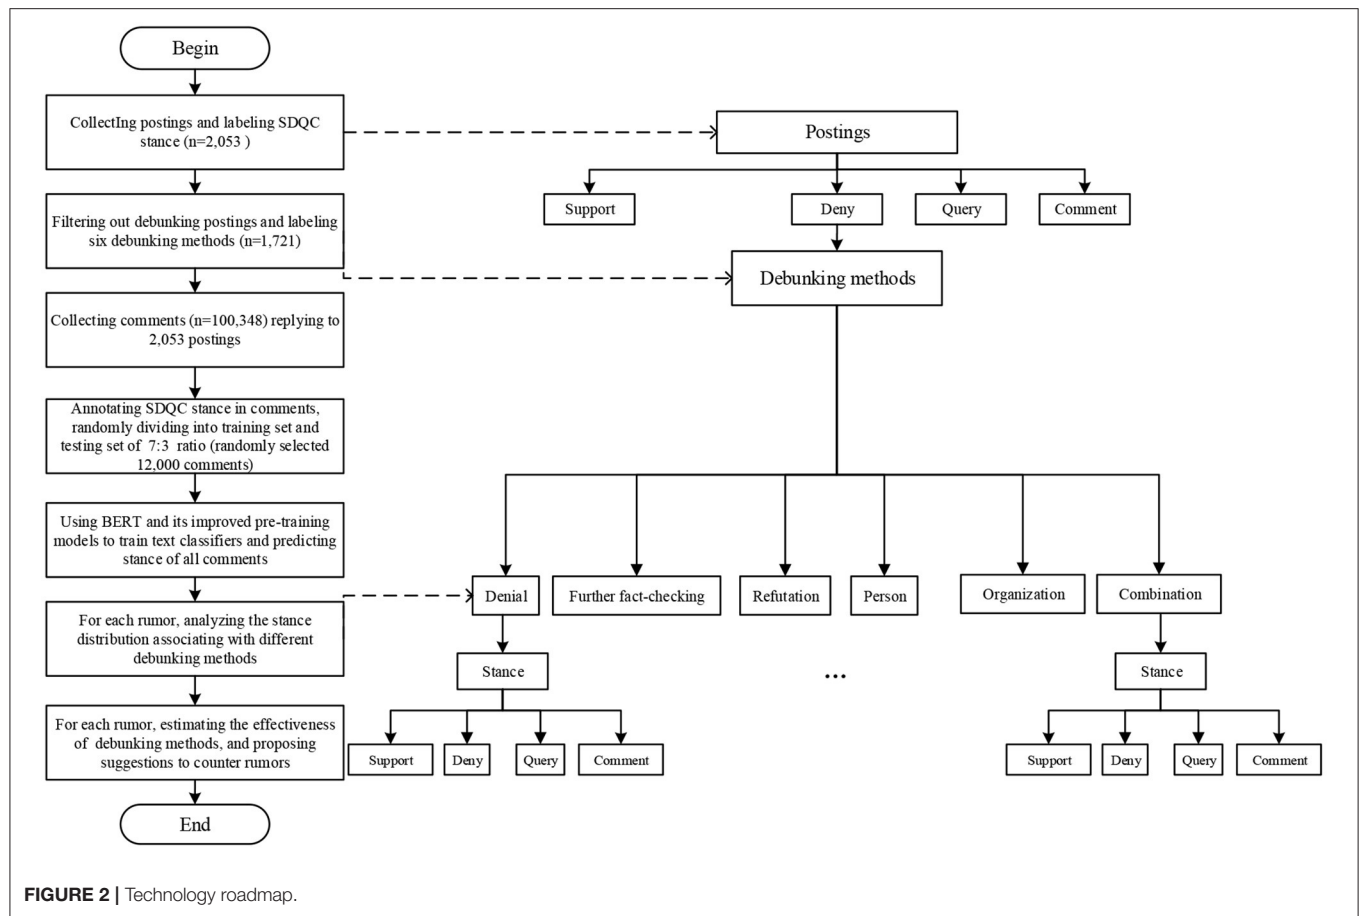 Begin
CollectIng postings and labeling SDQC
stance (n=2,053 )
Filtering out debunking postings and labeling
six debunking methods (n=1,721)
Collecting comments (n=100,348) replying to
2,053 postings
Annotating SDQC stance in comments,
randomly dividing into training set and
testing set of 7:3 ratio (randomly selected
12,000 comments)
Using BERT and its improved pre-training
models to train text classifiers and predicting
stance of all comments
For each rumor, analyzing the stance
distribution associating with different
debunking methods
For each rumor, estimating the effectiveness
of debunking methods, and proposing
suggestions to counter rumors
End
Postings
Support
Deny
Query
Comment
Debunking methods
Denial
Further fact-checking
Refutation
Person
Organization
Combination
Stance
...
Stance
Support
Deny
Query
Comment
Support
Deny
Query
Comment
FIGURE 2 | Technology roadmap.